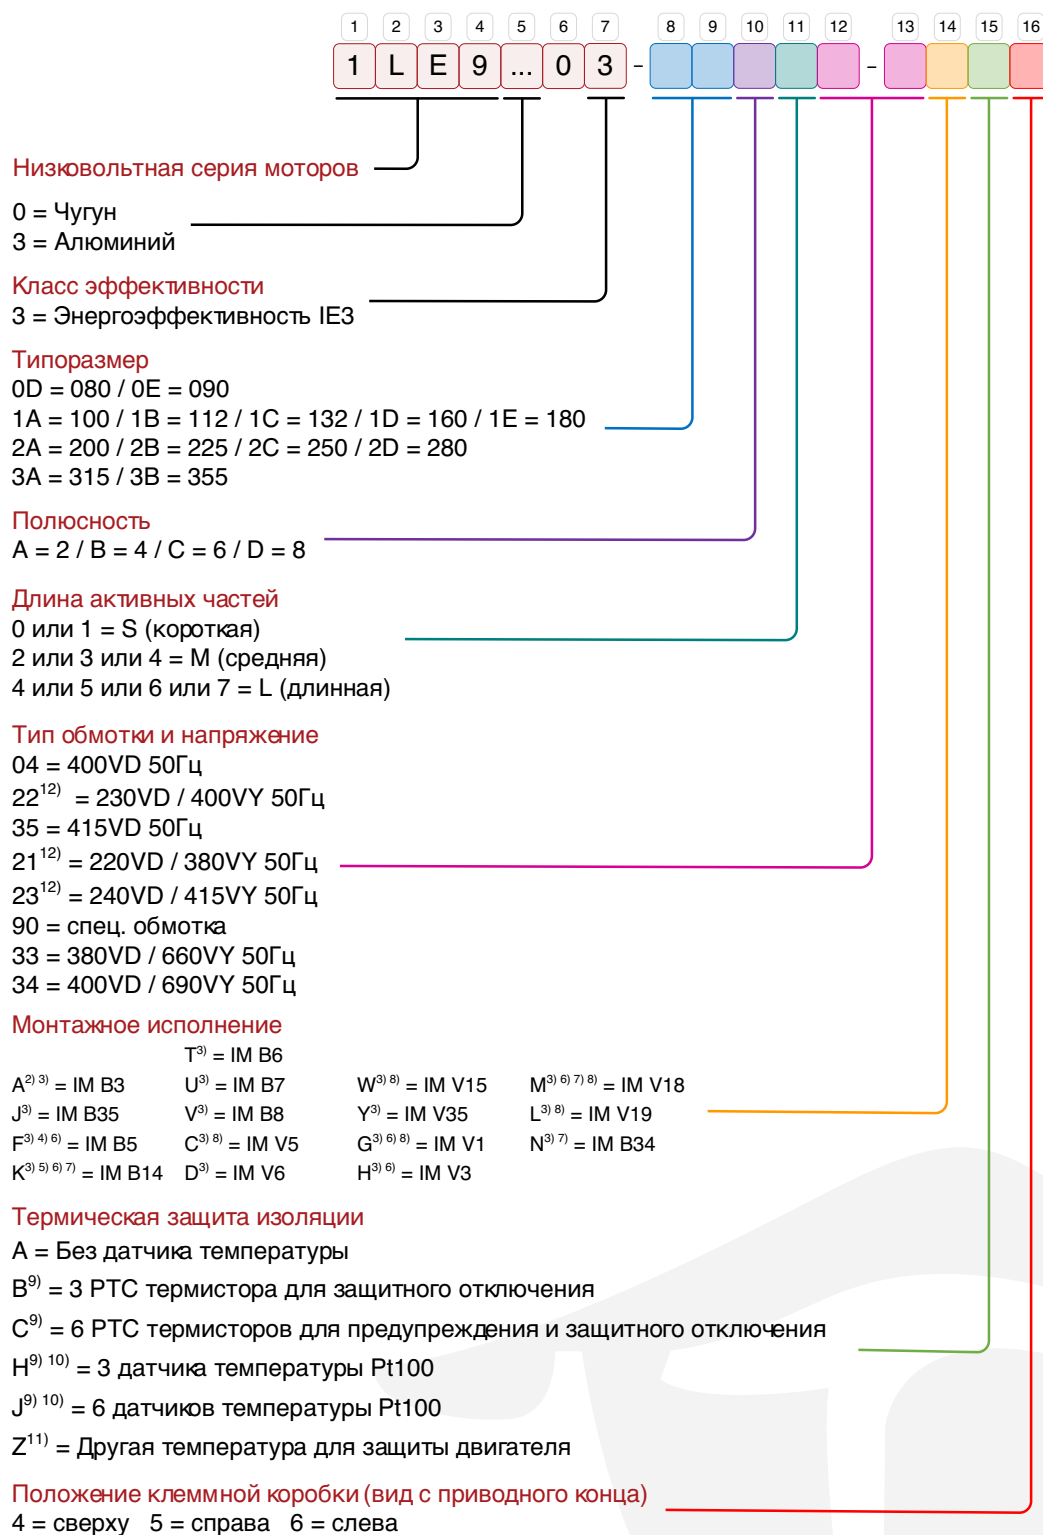 1 2 3 4 5 6 7 8 9 10 11 12 13 14 15 16
1 L E 9 ... 0 3 - -
Низковольтная серия моторов
0 = Чугун
3 = Алюминий
Класс эффективности
3 = Энергоэффективность IE3
Типоразмер
0D = 080 / 0E = 090
1A = 100 / 1B = 112 / 1C = 132 / 1D = 160 / 1E = 180
2A = 200 / 2B = 225 / 2C = 250 / 2D = 280
3A = 315 / 3B = 355
Полюсность
A = 2 / B = 4 / C = 6 / D = 8
Длина активных частей
0 или 1 = S (короткая)
2 или 3 или 4 = M (средняя)
4 или 5 или 6 или 7 = L (длинная)
Тип обмотки и напряжение
04 = 400VD 50Гц
22¹²⁾ = 230VD / 400VY 50Гц
35 = 415VD 50Гц
21¹²⁾ = 220VD / 380VY 50Гц
23¹²⁾ = 240VD / 415VY 50Гц
90 = спец. обмотка
33 = 380VD / 660VY 50Гц
34 = 400VD / 690VY 50Гц
Монтажное исполнение
T³⁾ = IM B6
A²⁾ ³⁾ = IM B3 U³⁾ = IM B7 W³⁾ ⁸⁾ = IM V15 M³⁾ ⁶⁾ ⁷⁾ ⁸⁾ = IM V18
J³⁾ = IM B35 V³⁾ = IM B8 Y³⁾ = IM V35 L³⁾ ⁸⁾ = IM V19
F³⁾ ⁴⁾ ⁶⁾ = IM B5 C³⁾ ⁸⁾ = IM V5 G³⁾ ⁶⁾ ⁸⁾ = IM V1 N³⁾ ⁷⁾ = IM B34
K³⁾ ⁵⁾ ⁶⁾ ⁷⁾ = IM B14 D³⁾ = IM V6 H³⁾ ⁶⁾ = IM V3
Термическая защита изоляции
A = Без датчика температуры
B⁹⁾ = 3 PTC термистора для защитного отключения
C⁹⁾ = 6 PTC термисторов для предупреждения и защитного отключения
H⁹⁾ ¹⁰⁾ = 3 датчика температуры Pt100
J⁹⁾ ¹⁰⁾ = 6 датчиков температуры Pt100
Z¹¹⁾ = Другая температура для защиты двигателя
Положение клеммной коробки (вид с приводного конца)
4 = сверху 5 = справа 6 = слева